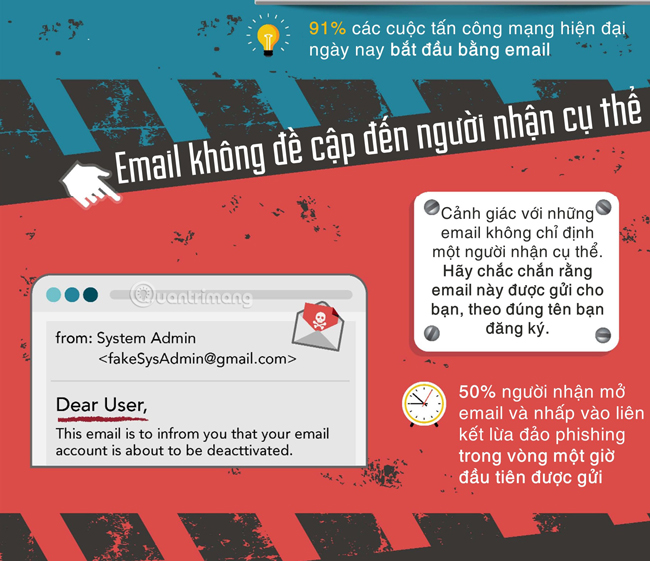 91% các cuộc tấn công mạng hiện đại
ngày nay bắt đầu bằng email
Email không đề cập đến người nhận cụ thể
Cảnh giác với những
email không chỉ định
một người nhận cụ thể.
Hãy chắc chắn rằng
email này được gửi cho
bạn, theo đúng tên bạn
đăng ký.
Quantrimang
from: System Admin
<fakeSysAdmin@gmail.com>
Dear User,
This email is to infrom you that your email
account is about to be deacttivated.
50% người nhận mở
email và nhấp vào liên
kết lừa đảo phishing
trong vòng một giờ
đầu tiên được gửi